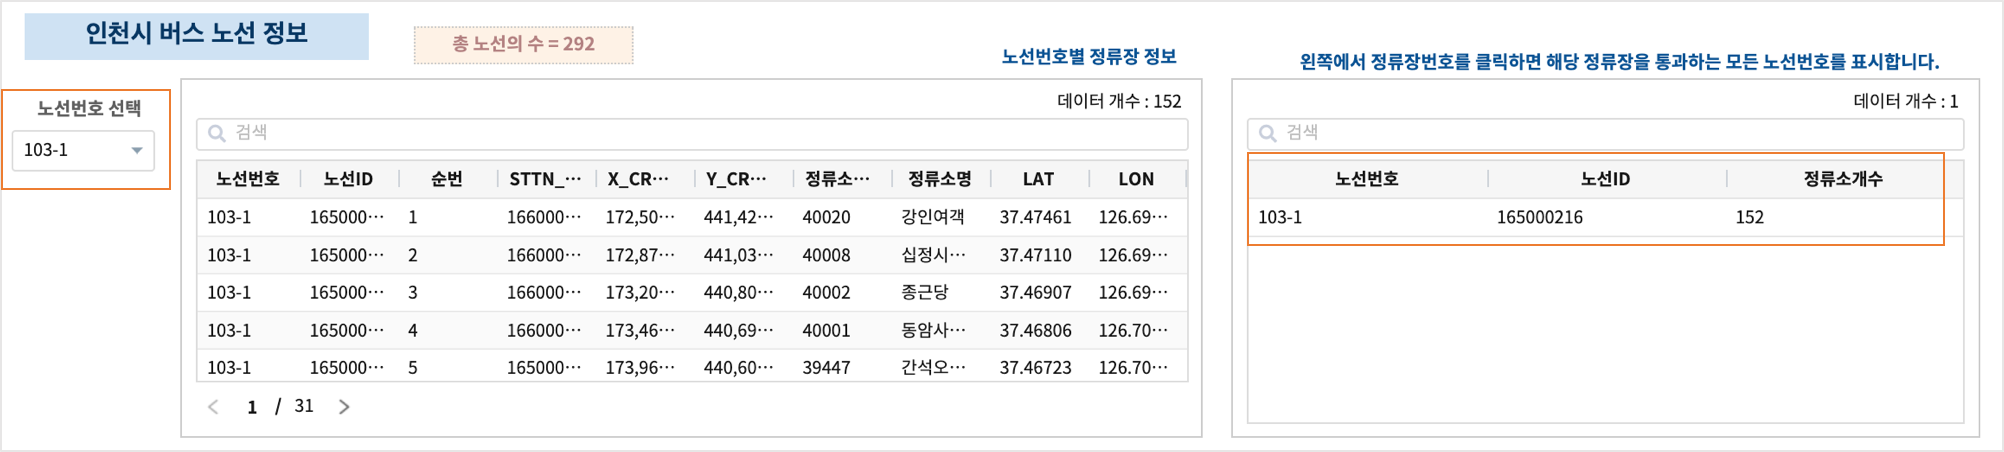 인천시 버스 노선 정보
총 노선의 수 = 292
노선번호별 정류장 정보
왼쪽에서 정류장번호를 클릭하면 해당 정류장을 통과하는 모든 노선번호를 표시합니다.
노선번호 선택
103-1
데이터 개수 : 152
검색
노선번호 노선ID 순번 STTN_··· X_CR··· Y_CR··· 정류소··· 정류소명 LAT LON
103-1 165000··· 1 166000··· 172,50··· 441,42··· 40020 강인여객 37.47461 126.69···
103-1 165000··· 2 166000··· 172,87··· 441,03··· 40008 십정시··· 37.47110 126.69···
103-1 165000··· 3 166000··· 173,20··· 440,80··· 40002 종근당 37.46907 126.69···
103-1 165000··· 4 166000··· 173,46··· 440,69··· 40001 동암사··· 37.46806 126.70···
103-1 165000··· 5 165000··· 173,96··· 440,60··· 39447 간석오··· 37.46723 126.70···
1 / 31
데이터 개수 : 1
검색
노선번호 노선ID 정류소개수
103-1 165000216 152